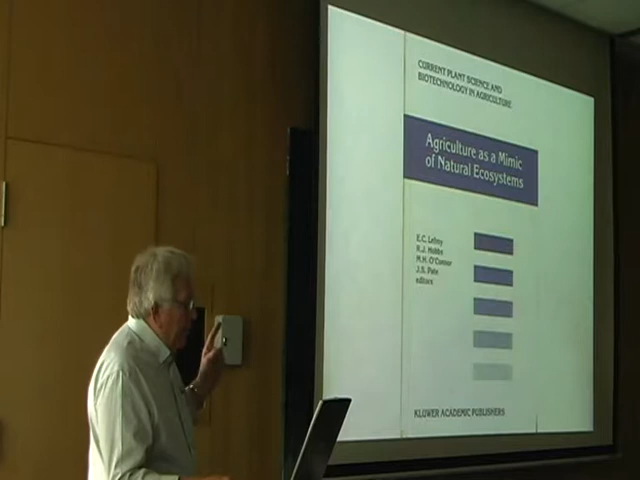 CURRENT PLANT SCIENCE AND
BIOTECHNOLOGY IN AGRICULTURE
Agriculture as a Mimic
of Natural Ecosystems
E.C. Lefroy
R.J. Hobbs
M.H. O'Connor
J.S. Pate
editors
KLUWER ACADEMIC PUBLISHERS